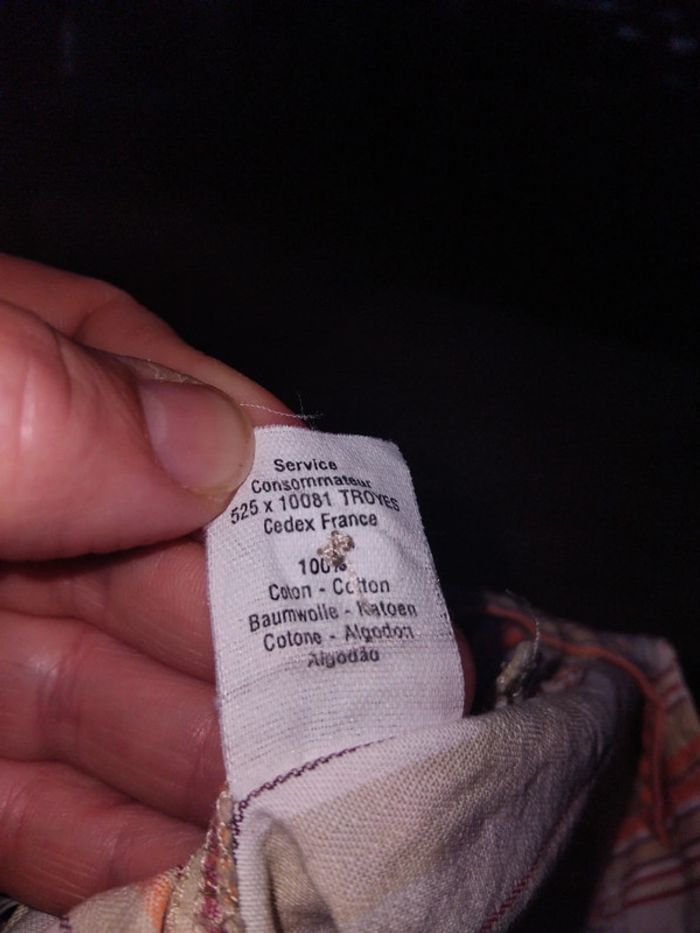 Service
Consommateur
525 x 10081 TROYES
Cedex France
100%
Coton - Cotton
Baumwolle - Katoen
Cotone - Algodon
Algodão